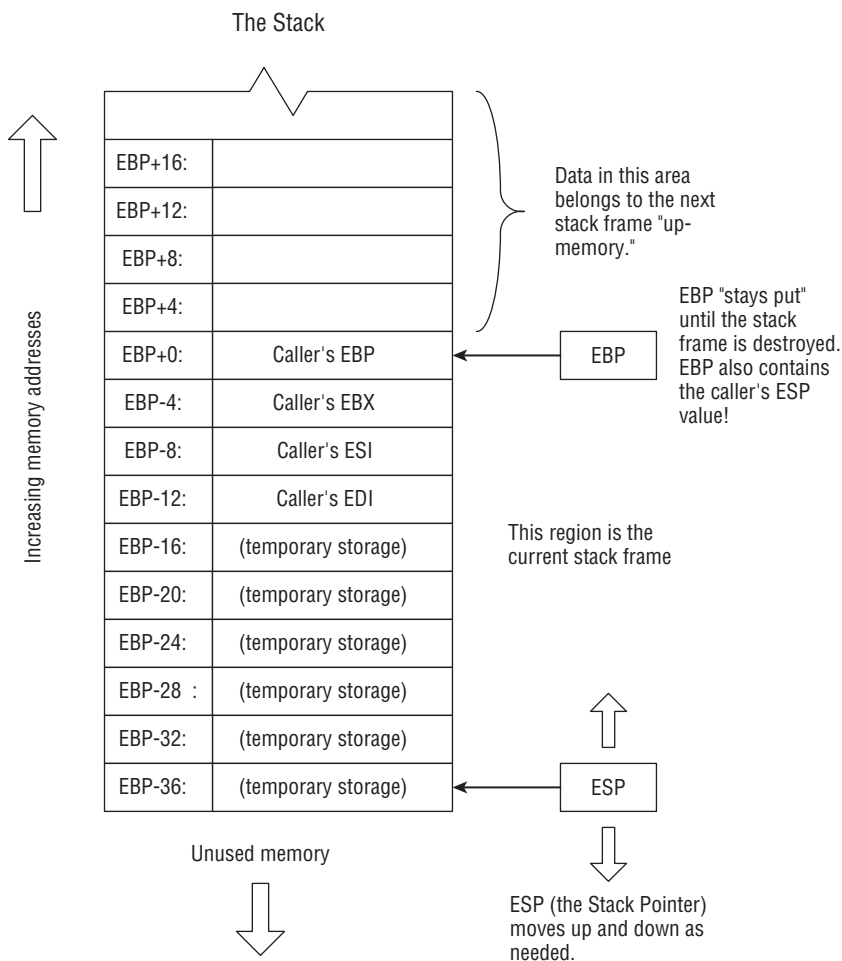 The Stack
Increasing memory addresses
EBP+16:
EBP+12:
EBP+8:
EBP+4:
EBP+0: Caller's EBP
EBP-4: Caller's EBX
EBP-8: Caller's ESI
EBP-12: Caller's EDI
EBP-16: (temporary storage)
EBP-20: (temporary storage)
EBP-24: (temporary storage)
EBP-28 : (temporary storage)
EBP-32: (temporary storage)
EBP-36: (temporary storage)
Data in this area
belongs to the next
stack frame "up-
memory."
EBP
EBP "stays put"
until the stack
frame is destroyed.
EBP also contains
the caller's ESP
value!
This region is the
current stack frame
ESP
ESP (the Stack Pointer)
moves up and down as
needed.
Unused memory